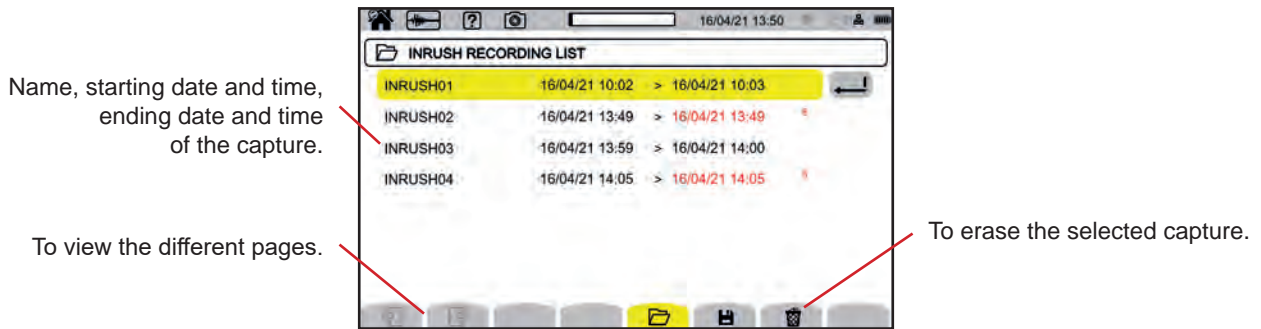 ? 16/04/21 13:50
INRUSH RECORDING LIST
INRUSH01 16/04/21 10:02 > 16/04/21 10:03
INRUSH02 16/04/21 13:49 > 16/04/21 13:49
INRUSH03 16/04/21 13:59 > 16/04/21 14:00
INRUSH04 16/04/21 14:05 > 16/04/21 14:05
Name, starting date and time,
ending date and time
of the capture.
To view the different pages.
To erase the selected capture.